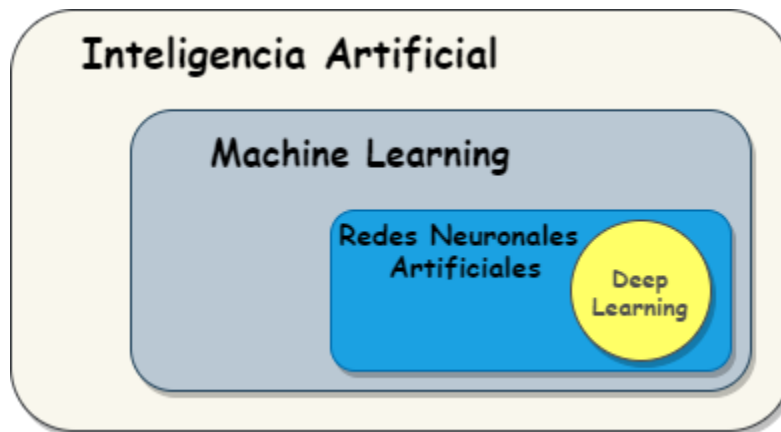 Inteligencia Artificial
Machine Learning
Redes Neuronales
Artificiales
Deep
Learning